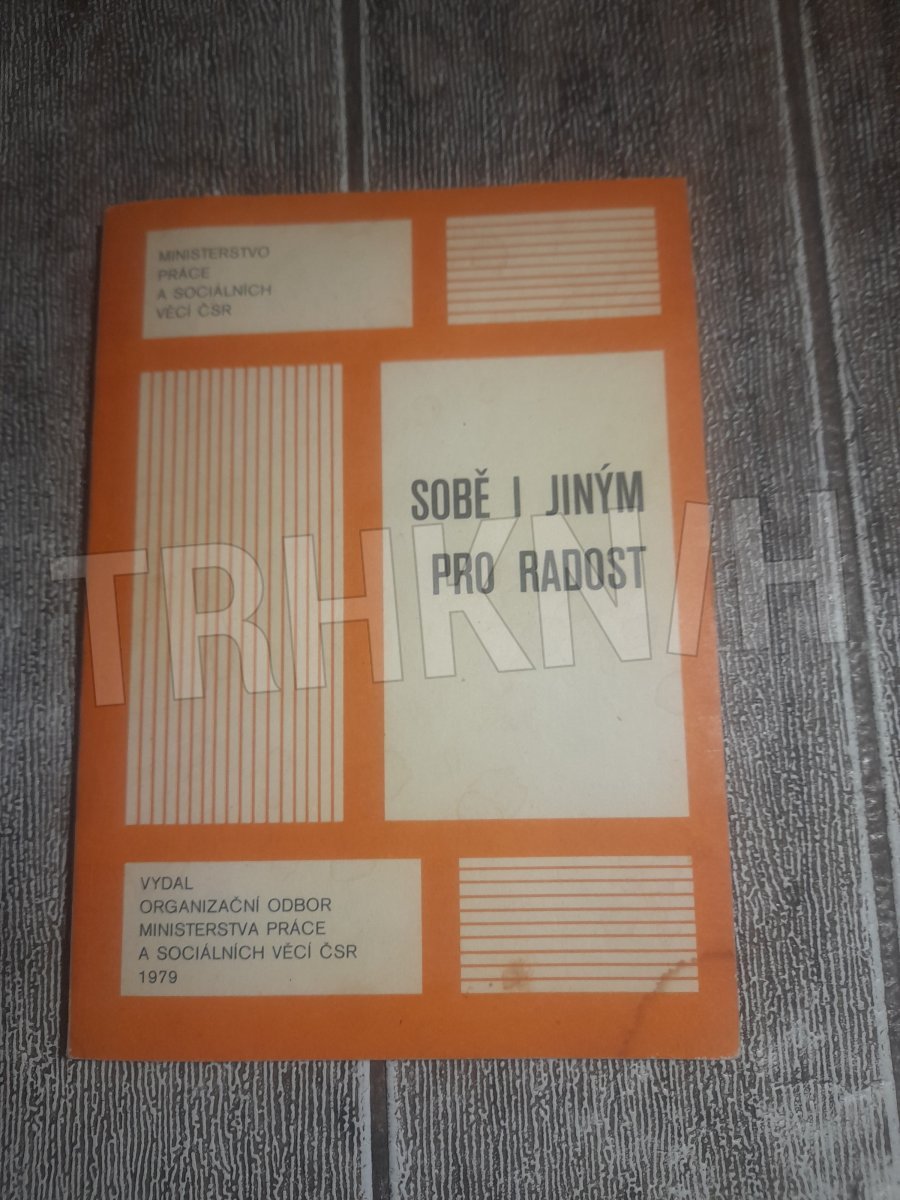 MINISTERSTVO
PRÁCE
A SOCIÁLNÍCH
VĚCÍ ČSR
SOBĚ I JINÝM
PRO RADOST
TRHKNIH
VYDAL
ORGANIZAČNÍ ODBOR
MINISTERSTVA PRÁCE
A SOCIÁLNÍCH VĚCÍ ČSR
1979